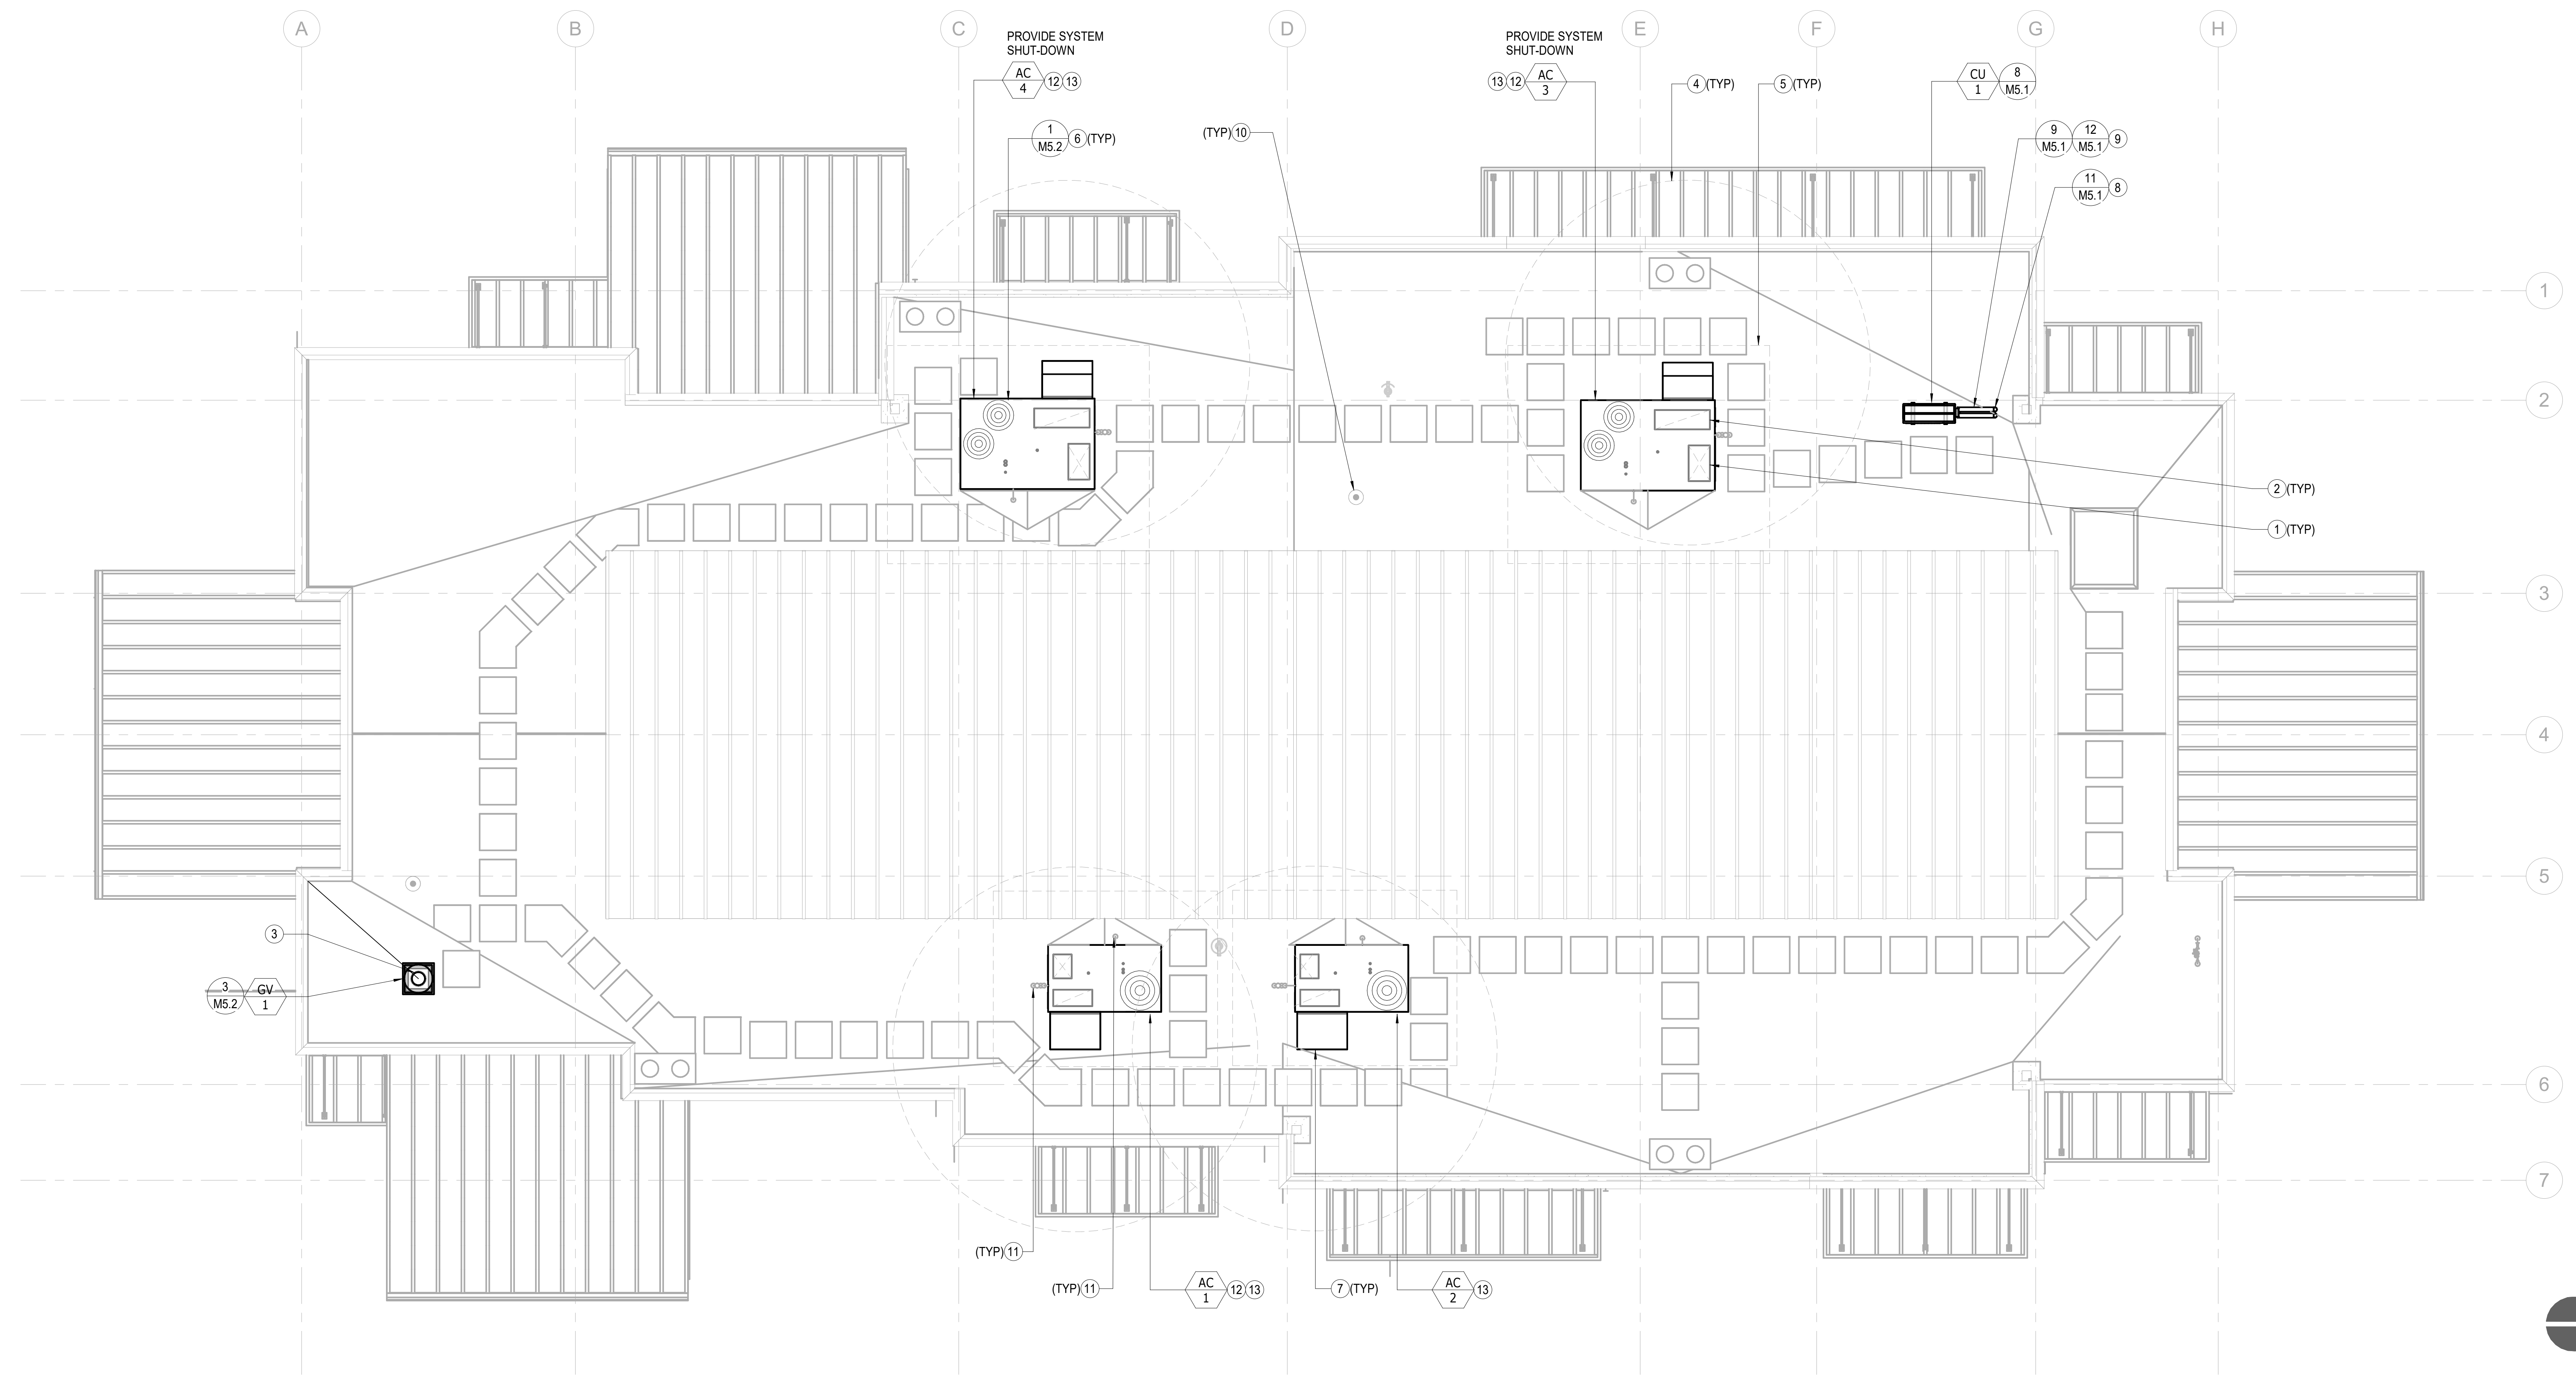 A
B
C
D
E
F
G
H
PROVIDE SYSTEM
SHUT-DOWN
AC
4
12 13
PROVIDE SYSTEM
SHUT-DOWN
13 12
AC
3
4 (TYP)
5 (TYP)
CU
1
8
M5.1
1
M5.2
6 (TYP)
(TYP) 10
9
M5.1
12
M5.1
9
11
M5.1
8
1
2
2 (TYP)
1 (TYP)
3
4
5
3
3
M5.2
GV
1
6
7
(TYP) 11
(TYP) 11
AC
1
12 13
7 (TYP)
AC
2
13